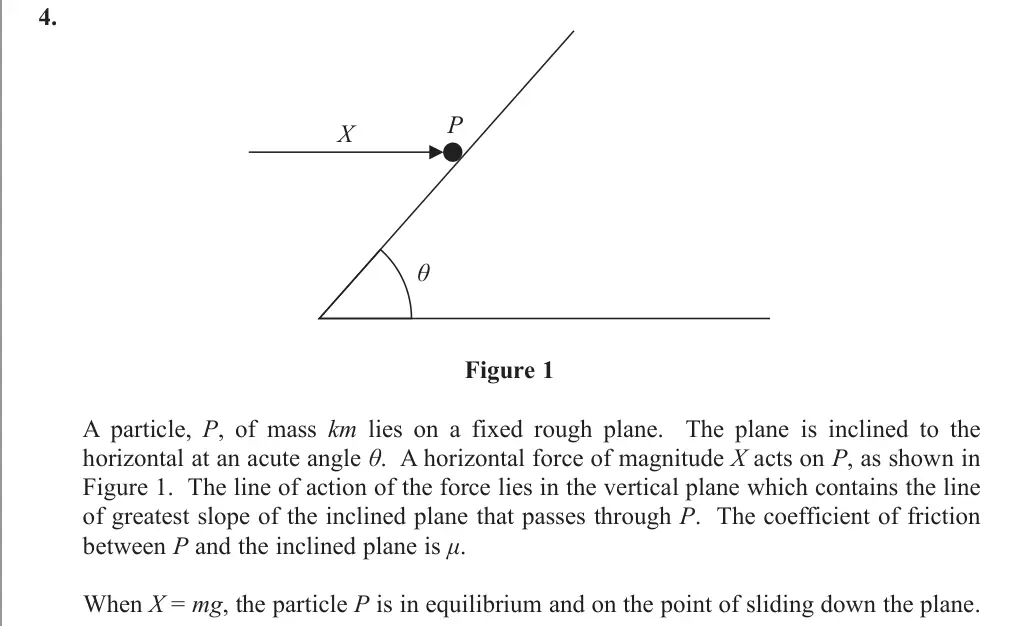 4.
P
X
θ
Figure 1
A particle, P, of mass km lies on a fixed rough plane. The plane is inclined to the
horizontal at an acute angle θ. A horizontal force of magnitude X acts on P, as shown in
Figure 1. The line of action of the force lies in the vertical plane which contains the line
of greatest slope of the inclined plane that passes through P. The coefficient of friction
between P and the inclined plane is μ.
When X = mg, the particle P is in equilibrium and on the point of sliding down the plane.